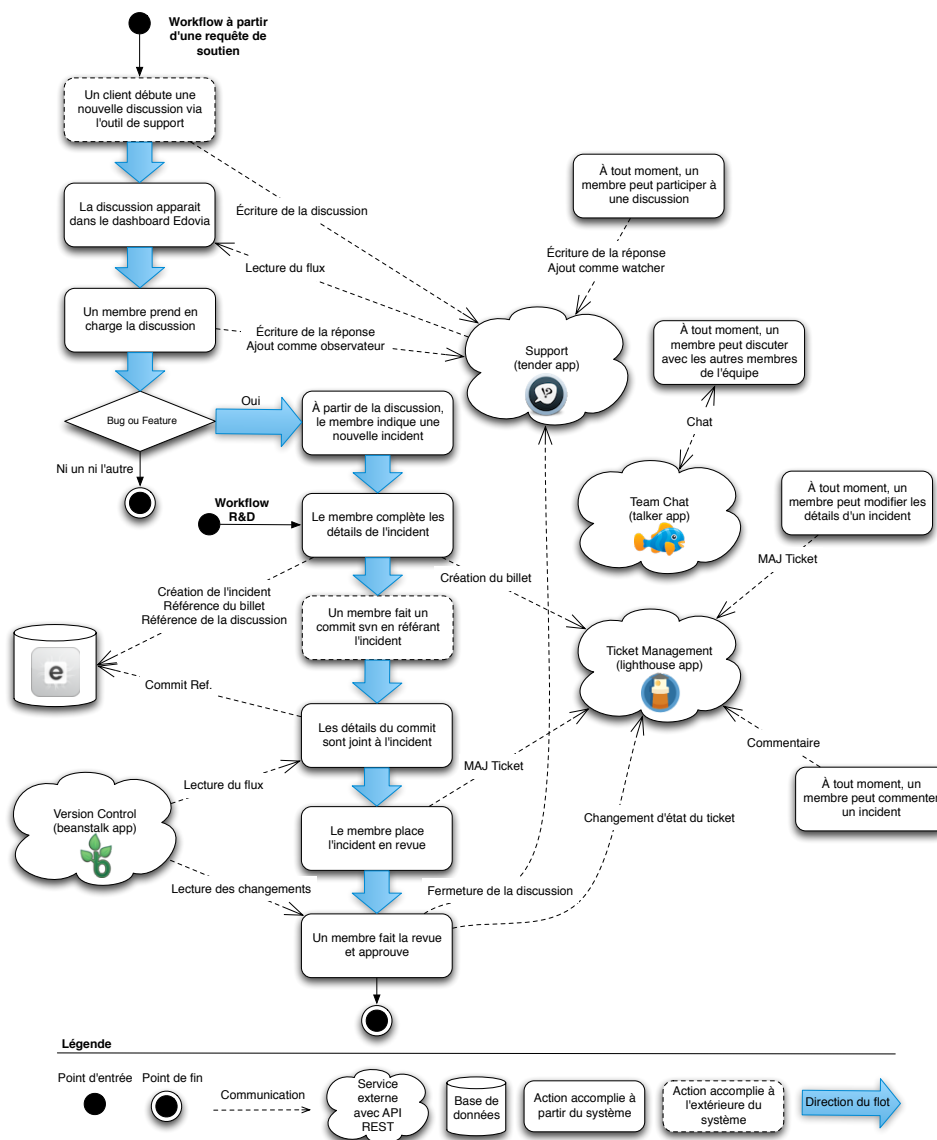 Workflow à partir
d'une requête de
soutien
Un client débute une
nouvelle discussion via
l'outil de support
La discussion apparait
dans le dashboard Edovia
Écriture de la discussion
À tout moment, un
membre peut participer à
une discussion
Lecture du flux
Écriture de la réponse
Ajout comme watcher
Un membre prend en
charge la discussion
Écriture de la réponse
Ajout comme observateur
Support
(tender app)
À tout moment, un
membre peut discuter
avec les autres membres
de l'équipe
Bug ou Feature
Oui
À partir de la discussion,
le membre indique une
nouvelle incident
Chat
Ni un ni l'autre
Workflow
R&D
Le membre complète les
détails de l'incident
Team Chat
(talker app)
À tout moment, un
membre peut modifier les
détails d'un incident
MAJ Ticket
Création du billet
Création de l'incident
Référence du billet
Référence de la discussion
Un membre fait un
commit svn en référant
l'incident
Ticket Management
(lighthouse app)
e
Commit Ref.
Les détails du commit
sont joint à l'incident
Commentaire
MAJ Ticket
Lecture du flux
À tout moment, un
membre peut commenter
un incident
Version Control
(beanstalk app)
b
Le membre place
l'incident en revue
Changement d'état du ticket
Lecture des changements
Fermeture de la discussion
Un membre fait la revue
et approuve
Légende
Point d'entrée
Point de fin
Communication
Service
externe
avec API
REST
Base de
données
Action accomplie à
partir du système
Action accomplie à
l'extérieure du
système
Direction du flot